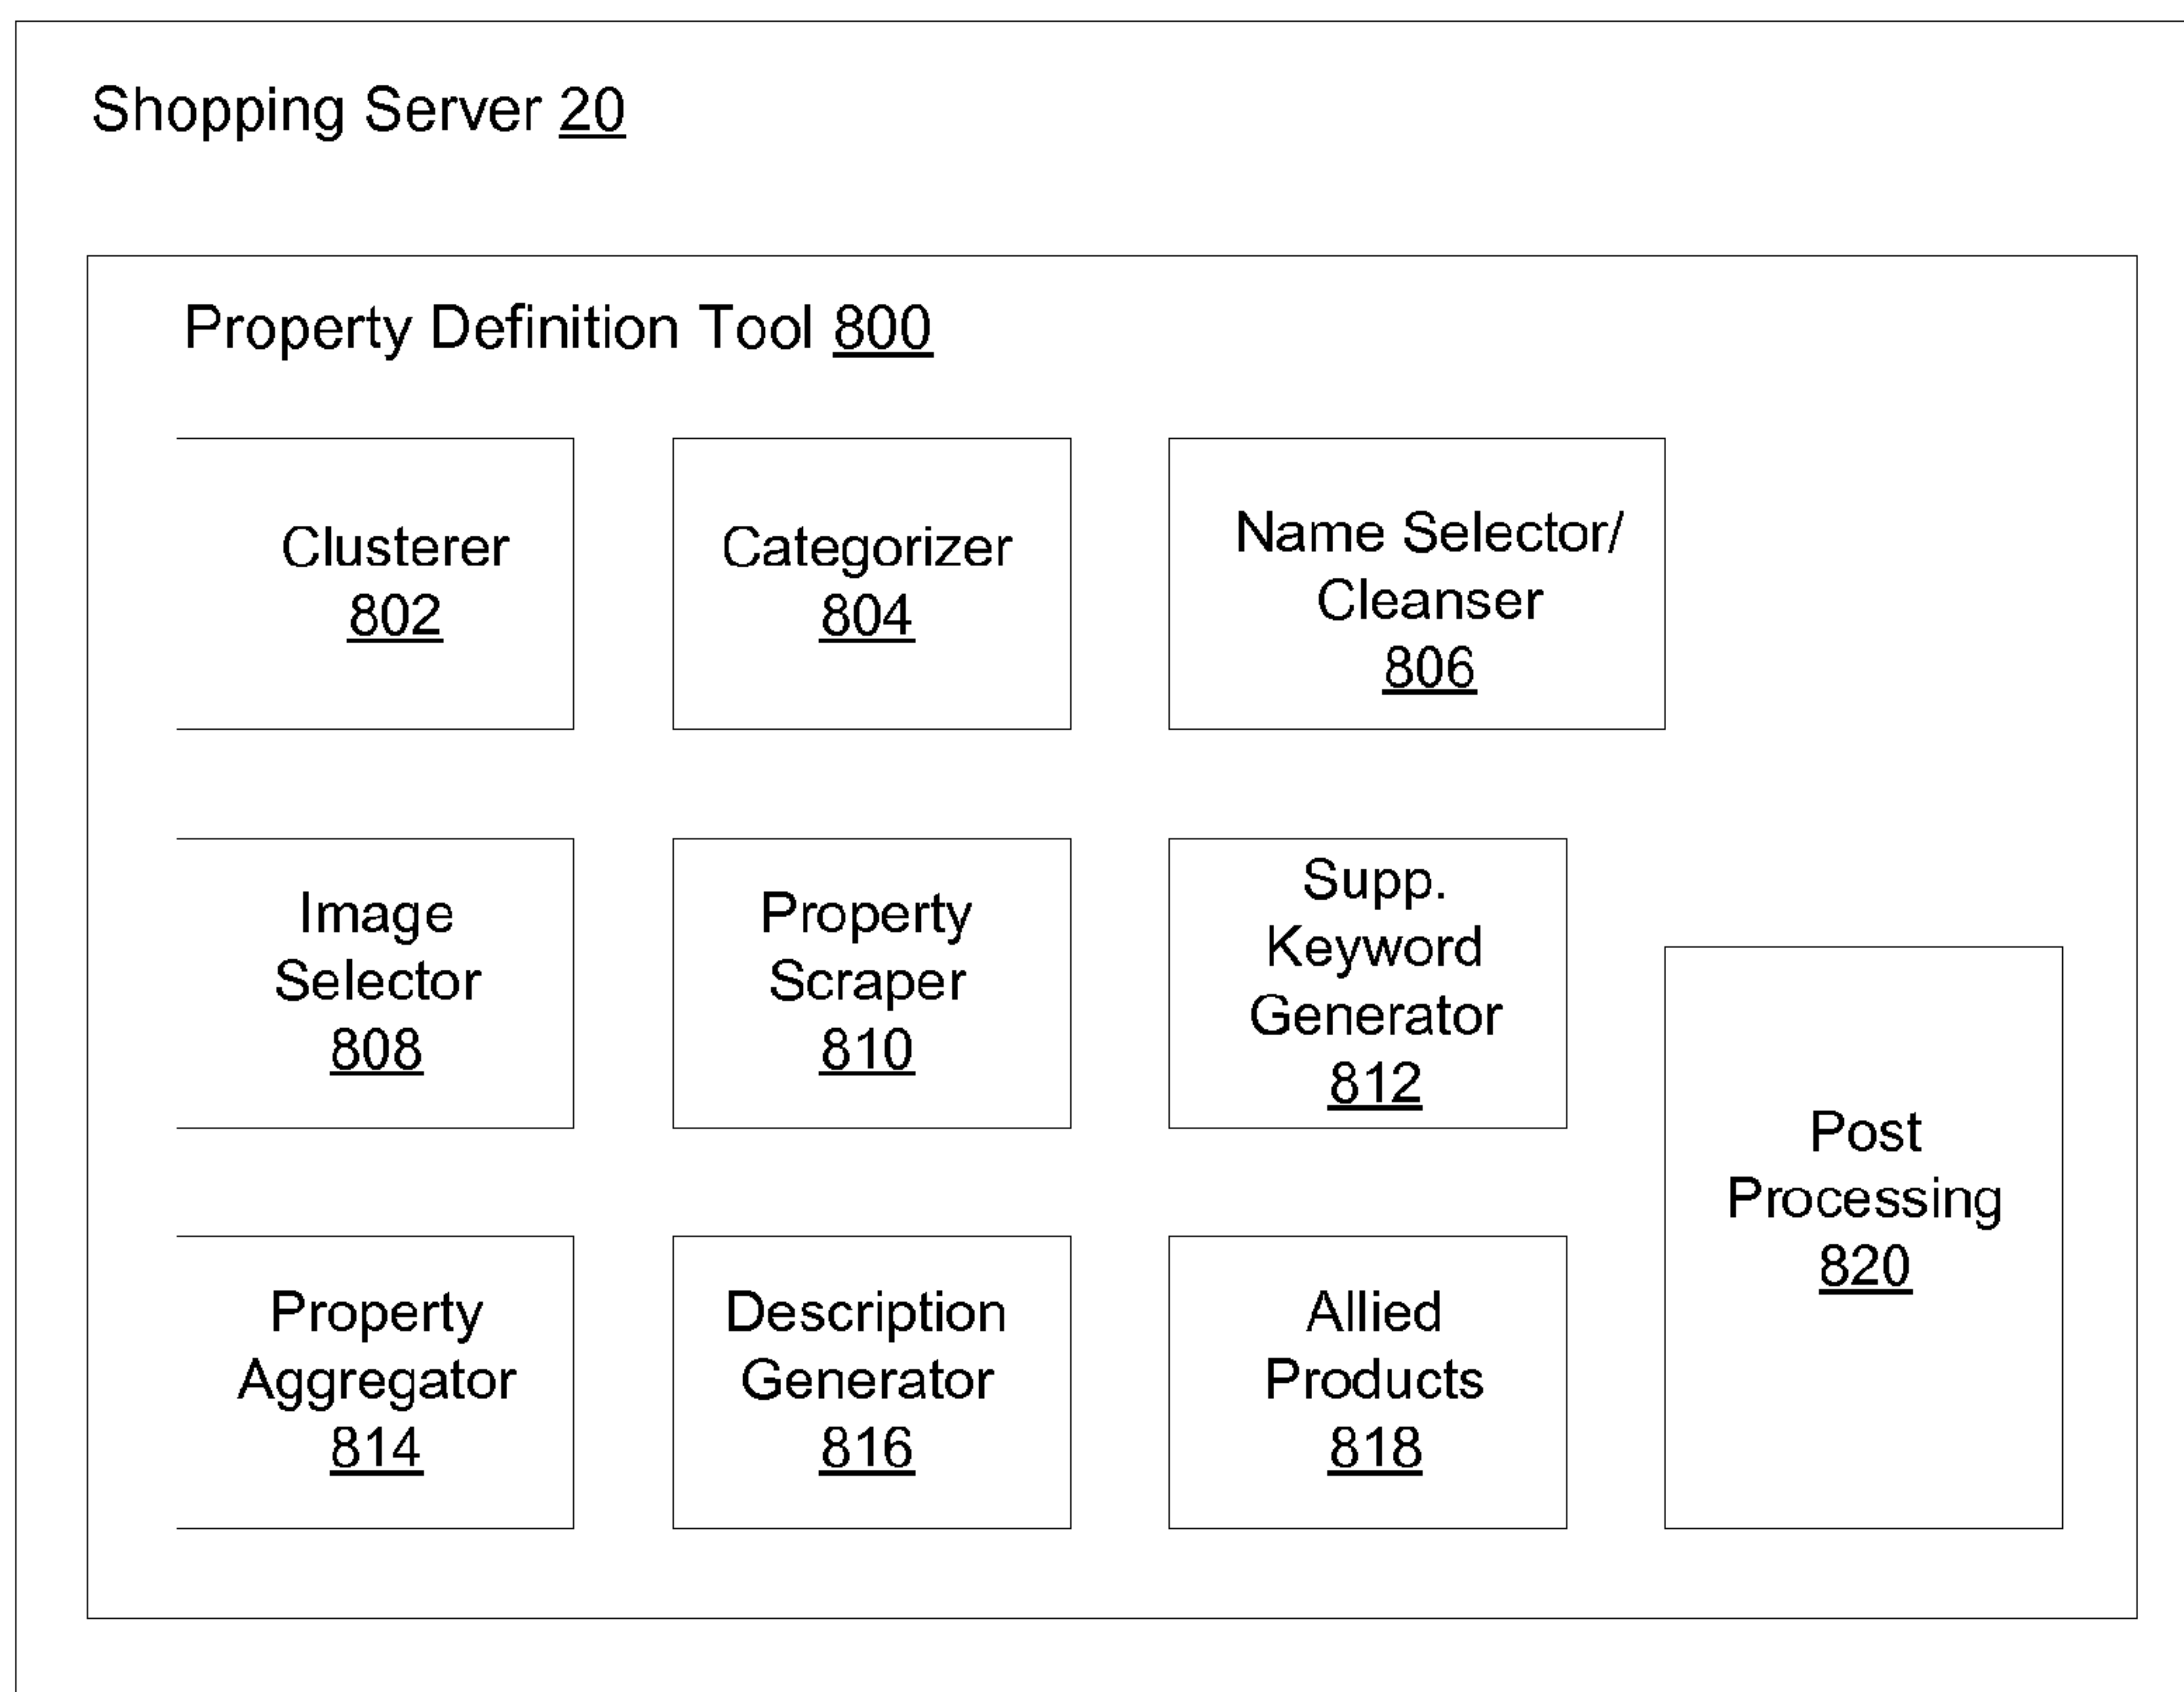 Shopping Server 20
Property Definition Tool 800
Clusterer
802
Categorizer
804
Name Selector/
Cleanser
806
Image
Selector
808
Property
Scraper
810
Supp.
Keyword
Generator
812
Property
Aggregator
814
Description
Generator
816
Allied
Products
818
Post
Processing
820